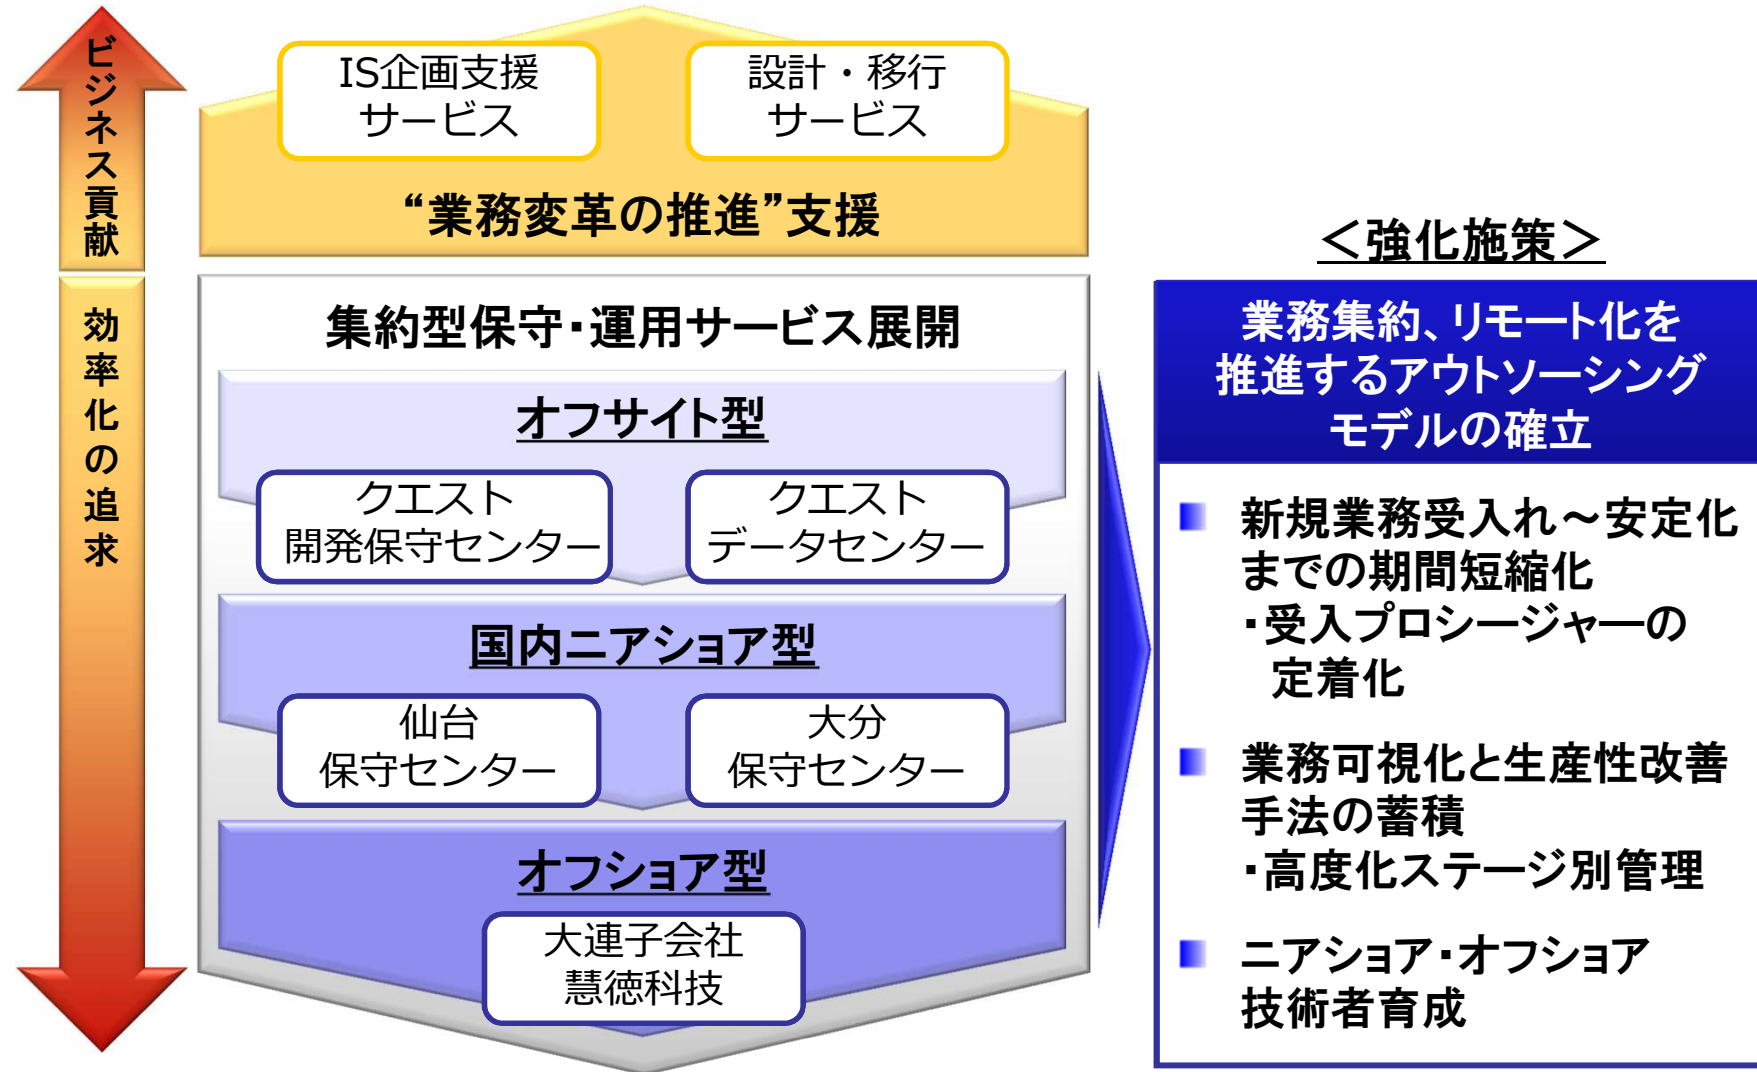 ビジネス貢献
効率化の追求
IS企画支援
サービス
設計・移行
サービス
“業務変革の推進”支援
集約型保守・運用サービス展開
オフサイト型
クエスト
開発保守センター
クエスト
データセンター
国内ニアショア型
仙台
保守センター
大分
保守センター
オフショア型
大連子会社
慧徳科技
＜強化施策＞
業務集約、リモート化を
推進するアウトソーシング
モデルの確立
■ 新規業務受入れ～安定化
までの期間短縮化
・受入プロシージャーの
定着化
■ 業務可視化と生産性改善
手法の蓄積
・高度化ステージ別管理
■ ニアショア・オフショア
技術者育成